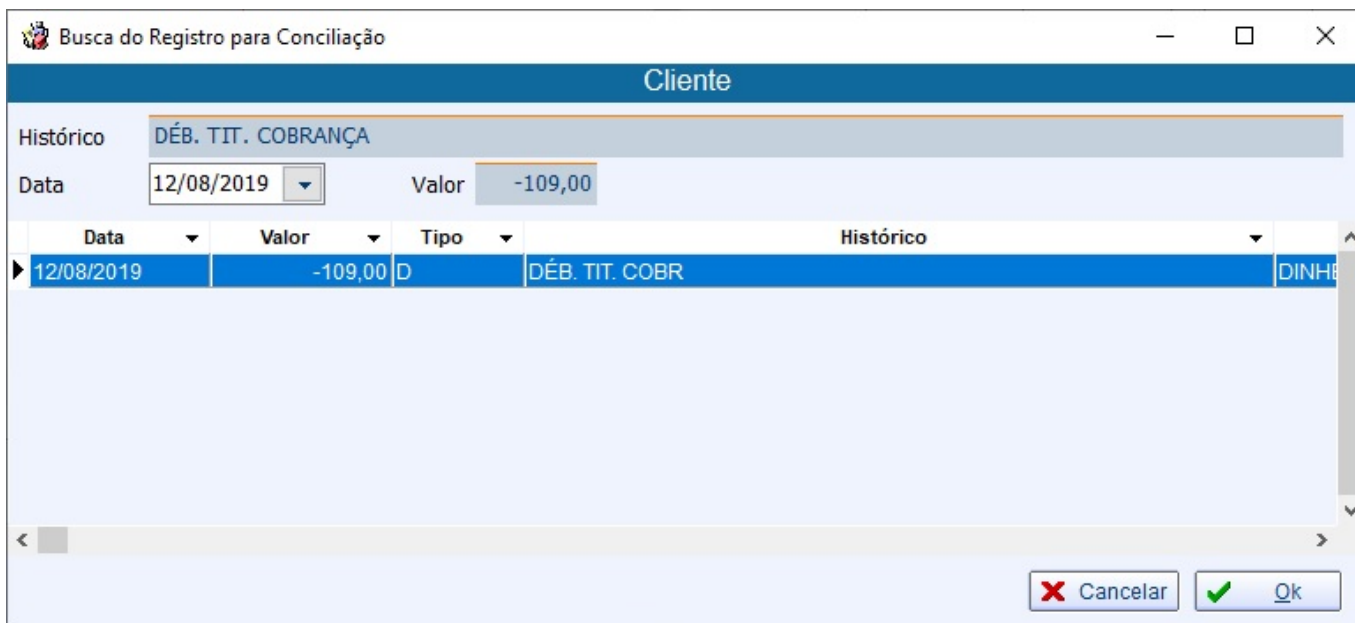 Busca do Registro para Conciliação
Cliente
Histórico DÉB. TIT. COBRANÇA
Data 12/08/2019 Valor -109,00
Data Valor Tipo Histórico
12/08/2019 -109,00 D DÉB. TIT. COBR DINHE
Cancelar Ok